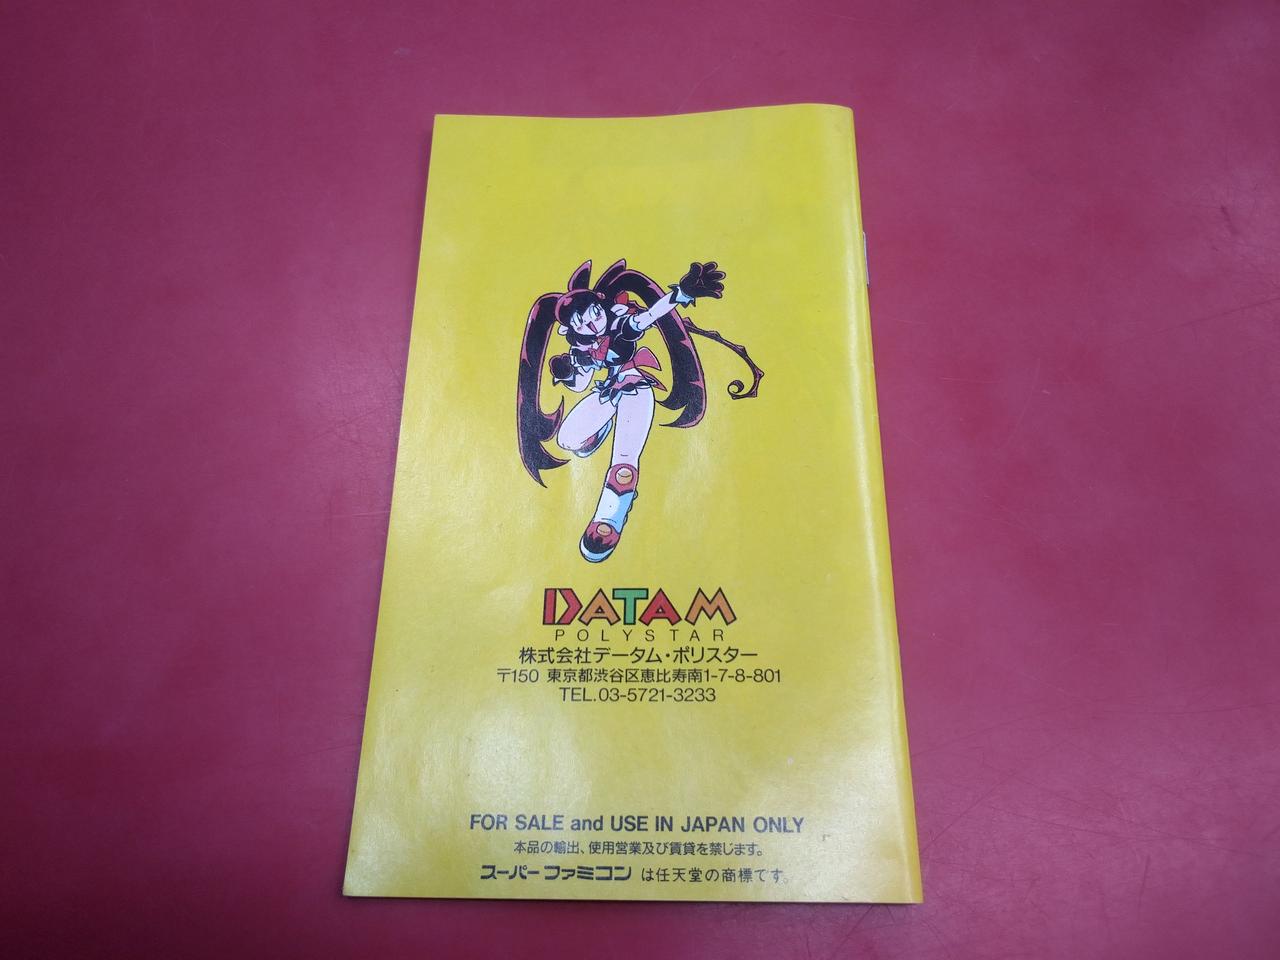 DATAM
POLYSTAR
株式会社データム・ポリスター
〒150 東京都渋谷区恵比寿南1-7-8-801
TEL.03-5721-3233
FOR SALE and USE IN JAPAN ONLY
本品の輸出、使用営業及び賃貸を禁じます。
スーパーファミコン は任天堂の商標です。